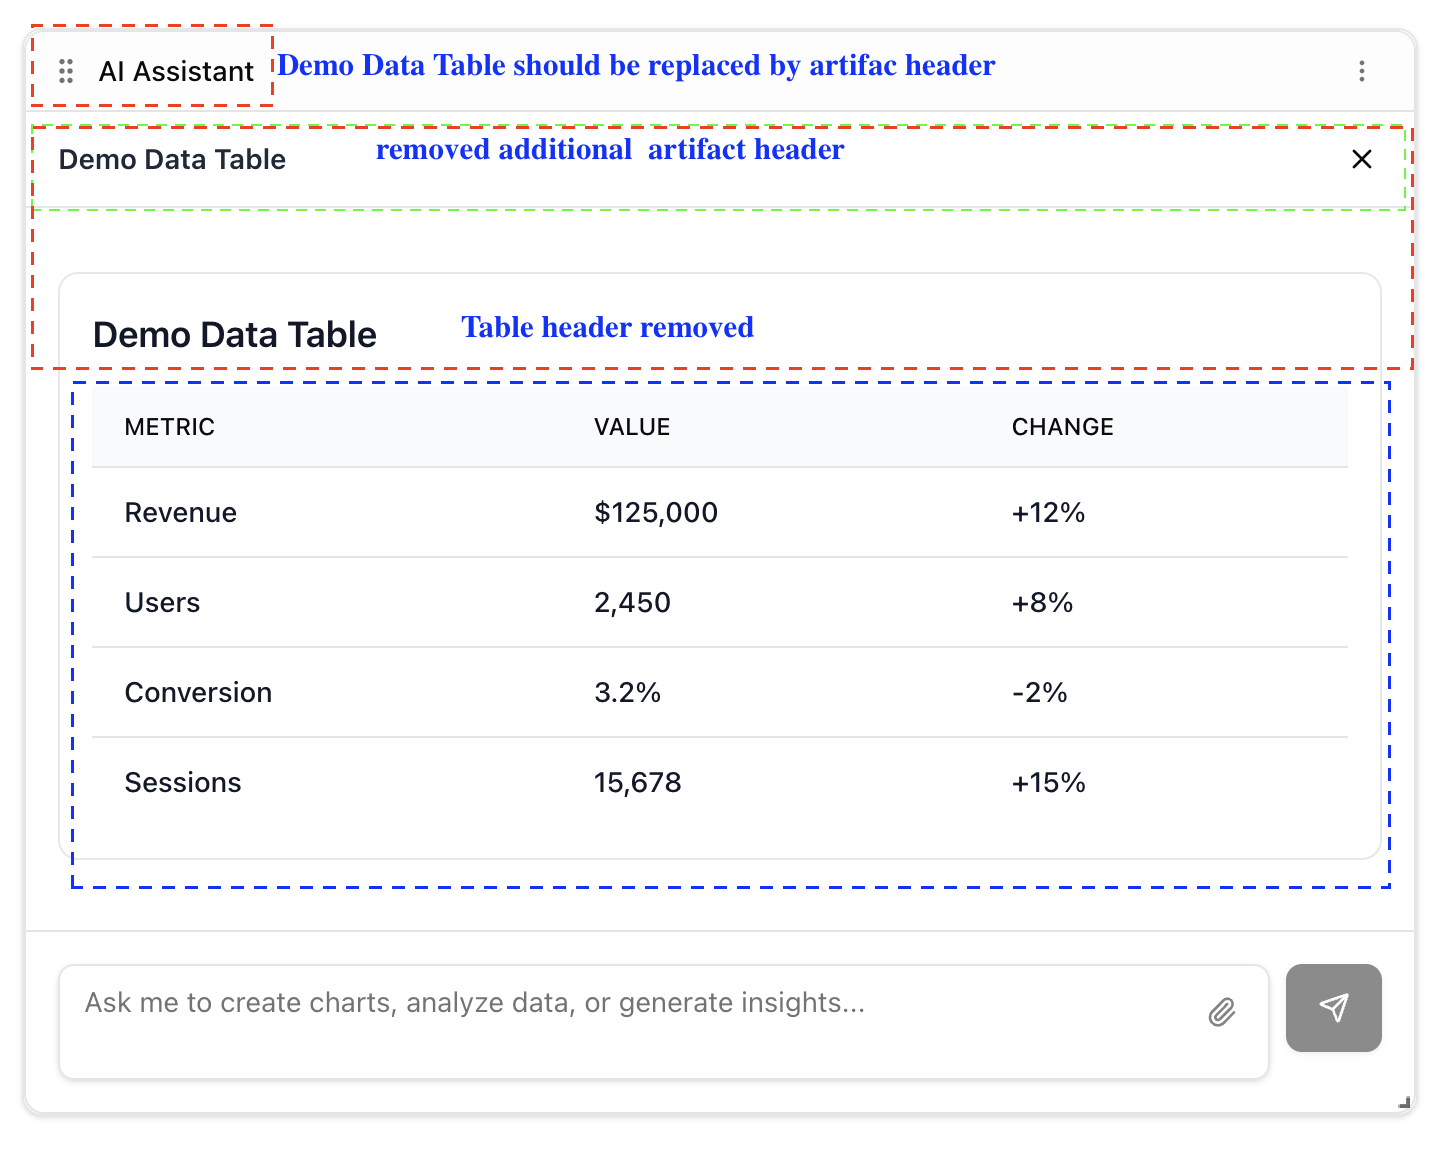 AI Assistant Demo Data Table should be replaced by artifac header
Demo Data Table removed additional artifact header
Demo Data Table Table header removed
METRIC VALUE CHANGE
Revenue $125,000 +12%
Users 2,450 +8%
Conversion 3.2% -2%
Sessions 15,678 +15%
Ask me to create charts, analyze data, or generate insights...